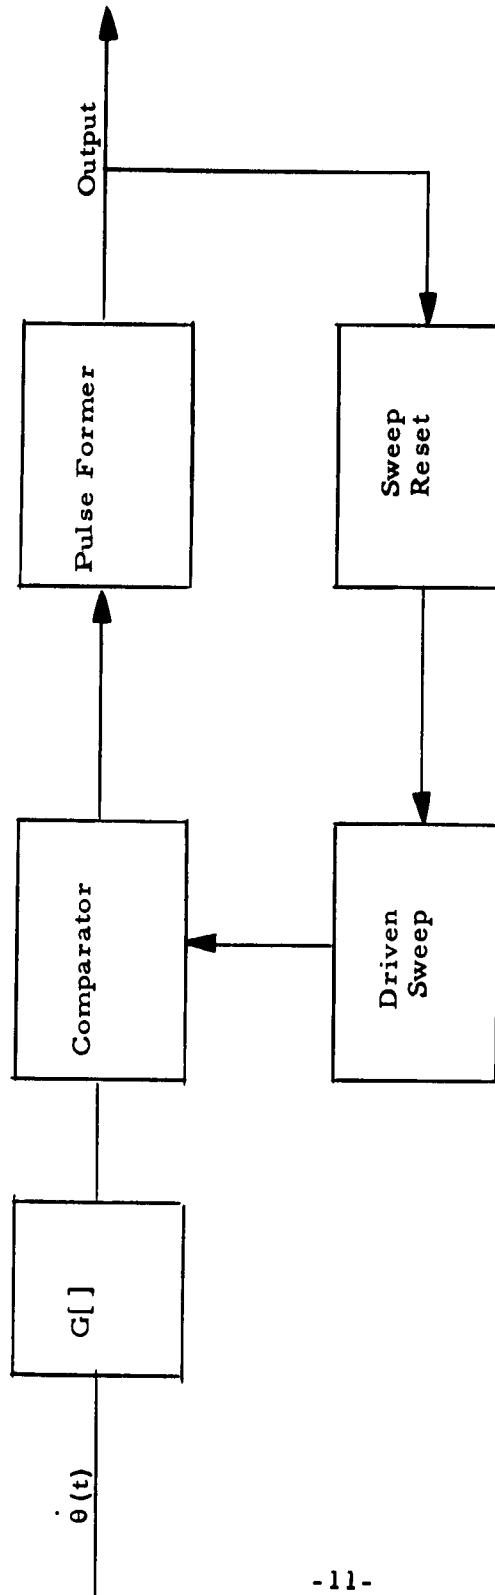 θ̇ (t)
G[]
Comparator
Pulse Former
Output
Driven
Sweep
Sweep
Reset
-11-